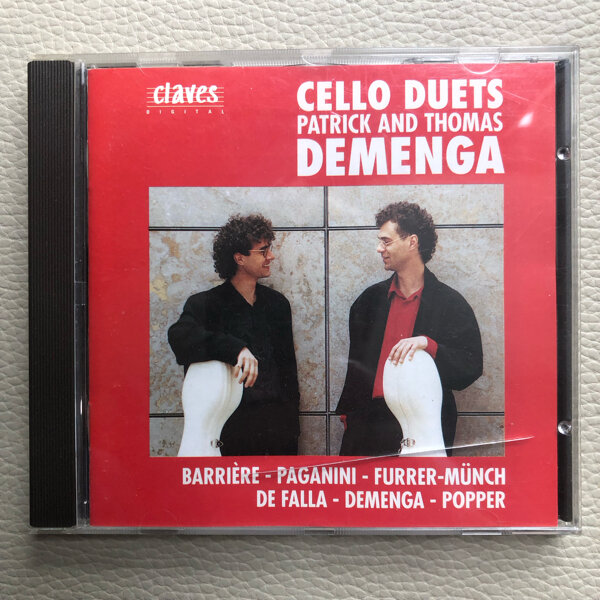 claves
DIGITAL
CELLO DUETS
PATRICK AND THOMAS
DEMENGA
BARRIÈRE - PAGANINI - FURRER-MÜNCH
DE FALLA - DEMENGA - POPPER